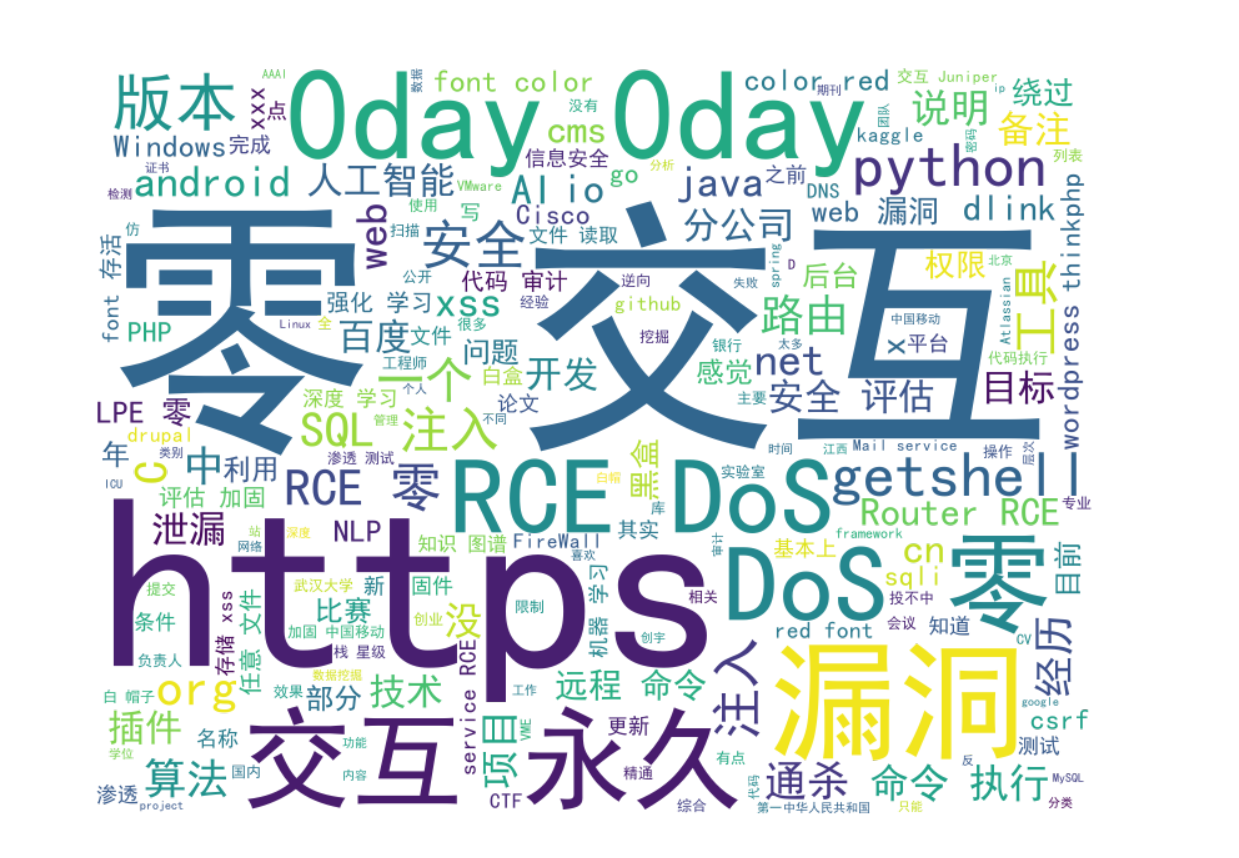 AAAI
数据
font color
0day 0day
color red
期刊
交互 Juniper
ip
绕过
版本
xxx
点
没有
cms
团队
说明
备注
kaggle
密码
Windows
完成
信息安全
python
列表
证书
分析
检测
android
人工智能
VMware
AI io
go
java
之前
DNS
web 漏洞
dlink
thinkphp
使用
写
Cisco
仿
web
扫描
安全
文件 读取
分公司
零 交互
存活
font
公开
代码 审计
逆向
spring
D
后台
权限
北京
工具
强化 学习
xss
经验
github
失败
路由
Atlassian
中国移动
PHP
Linux
全
百度
文件
很多
挖掘
银行
太多
x
平台
代码执行
wordpress
工程师
问题
一个
白盒
开发
感觉
net
目标
个人
深度 学习
论文
主要
安全 评估
LPE 零
管理
不同
SQL 注入
drupal
类别
年
C
中
利用
渗透 测试
时间
江西
Mail service
操作
层次
ICU
RCE 零
白帽
黑盒
实验室
RCE DoS
getshell
评估 加固
库
Router RCE
专业
泄漏
NLP
站
深度
网络
知识 图谱
FireWall
其实
审计
framework
基本上
cn
零
目前
https
喜欢
DoS
sqli
提交
武汉大学
新
固件
机器 学习
限制
相关
投不中
条件
比赛
创业
没
创宇
red font
会议
知道
CV
经历
加固 中国移动
负责人
存储 xss
任意 文件
栈 星级
数据挖掘
service RCE
注入
漏洞
白 帽子
org
效果
部分
技术
工作
远程 命令
google
插件
csrf
名称
交互
功能
项目
VME
永久
更新
测试
学位
有点
反
算法
国内
内容
精通
代码
通杀
命令 执行
MySQL
渗透
project
CTF
综合
第一中华人民共和国
只能
分类